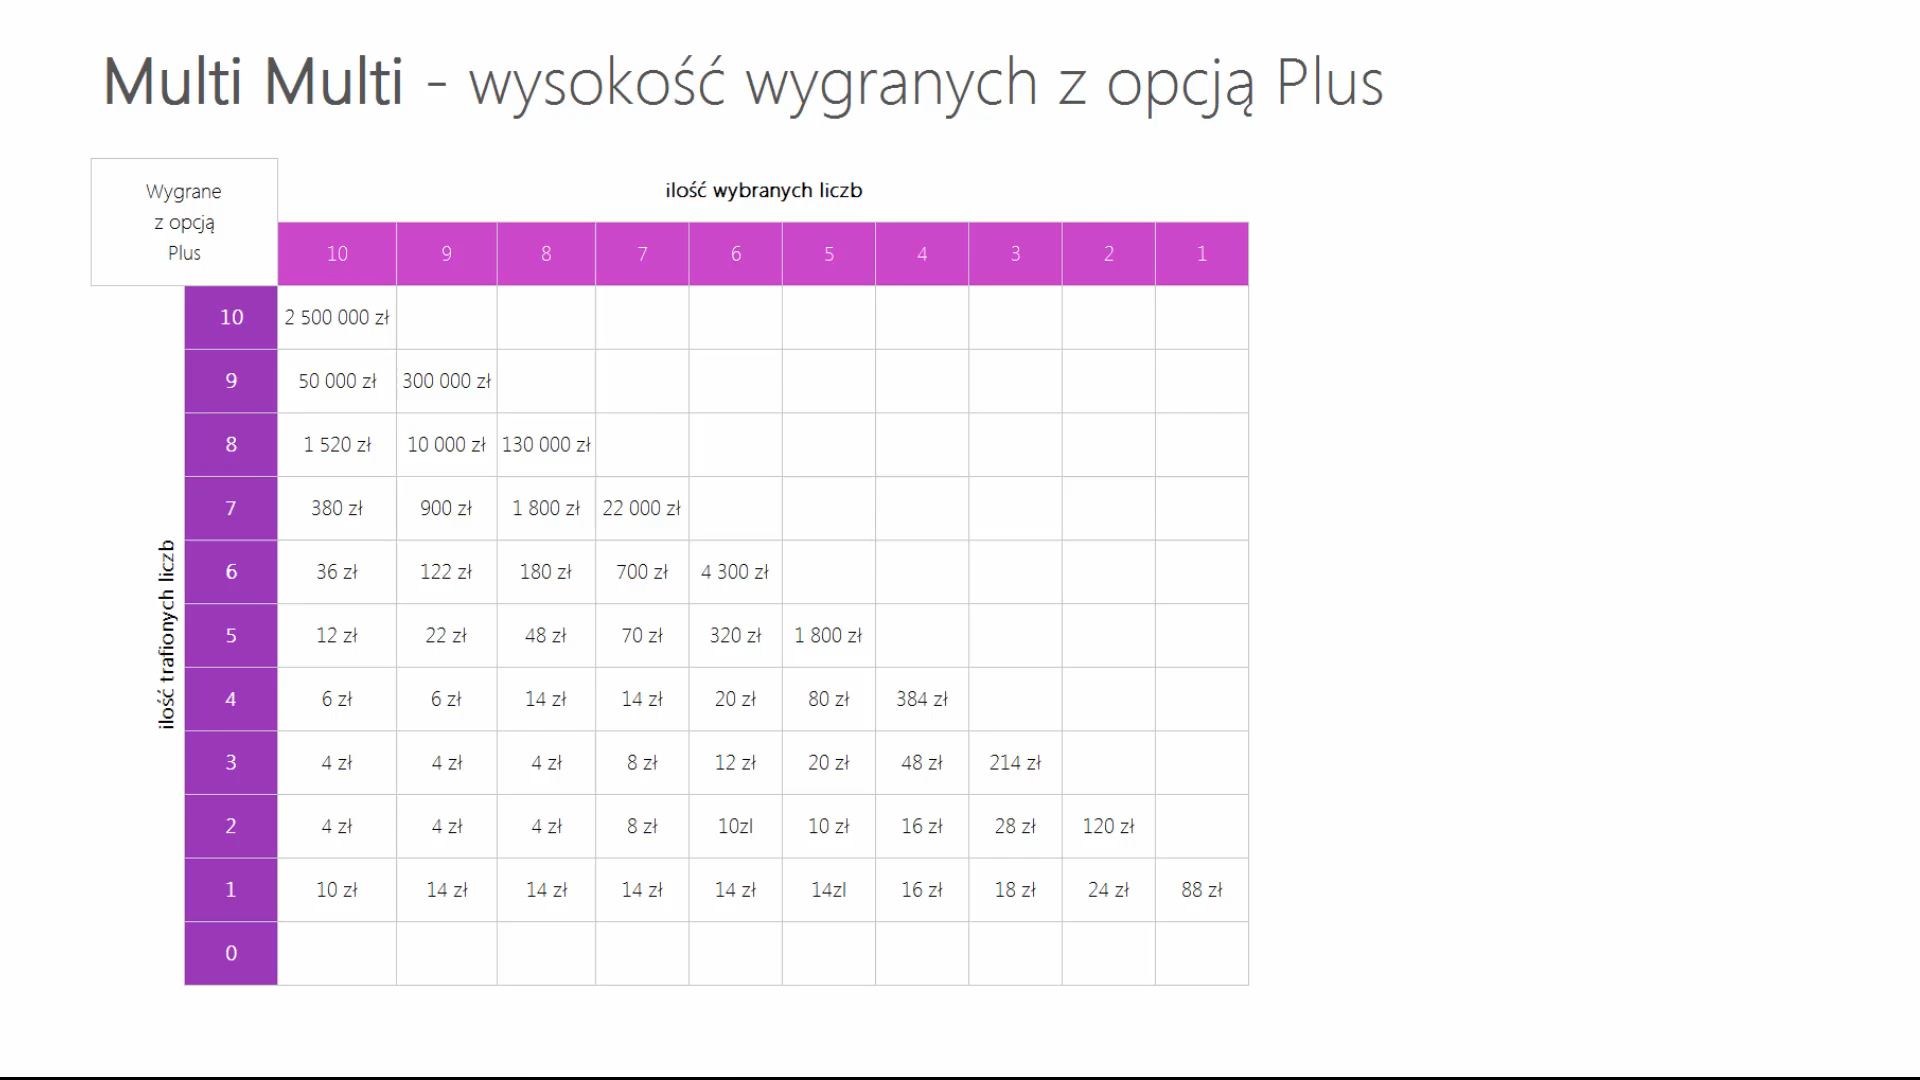 Multi Multi - wysokość wygranych z opcją Plus
Wygrane
z opcją
Plus
ilość wybranych liczb
10 9 8 7 6 5 4 3 2 1
ilość trafionych liczb
10 2 500 000 zł
9 50 000 zł 300 000 zł
8 1 520 zł 10 000 zł 130 000 zł
7 380 zł 900 zł 1 800 zł 22 000 zł
6 36 zł 122 zł 180 zł 700 zł 4 300 zł
5 12 zł 22 zł 48 zł 70 zł 320 zł 1 800 zł
4 6 zł 6 zł 14 zł 14 zł 20 zł 80 zł 384 zł
3 4 zł 4 zł 4 zł 8 zł 12 zł 20 zł 48 zł 214 zł
2 4 zł 4 zł 4 zł 8 zł 10zl 10 zł 16 zł 28 zł 120 zł
1 10 zł 14 zł 14 zł 14 zł 14 zł 14zl 16 zł 18 zł 24 zł 88 zł
0